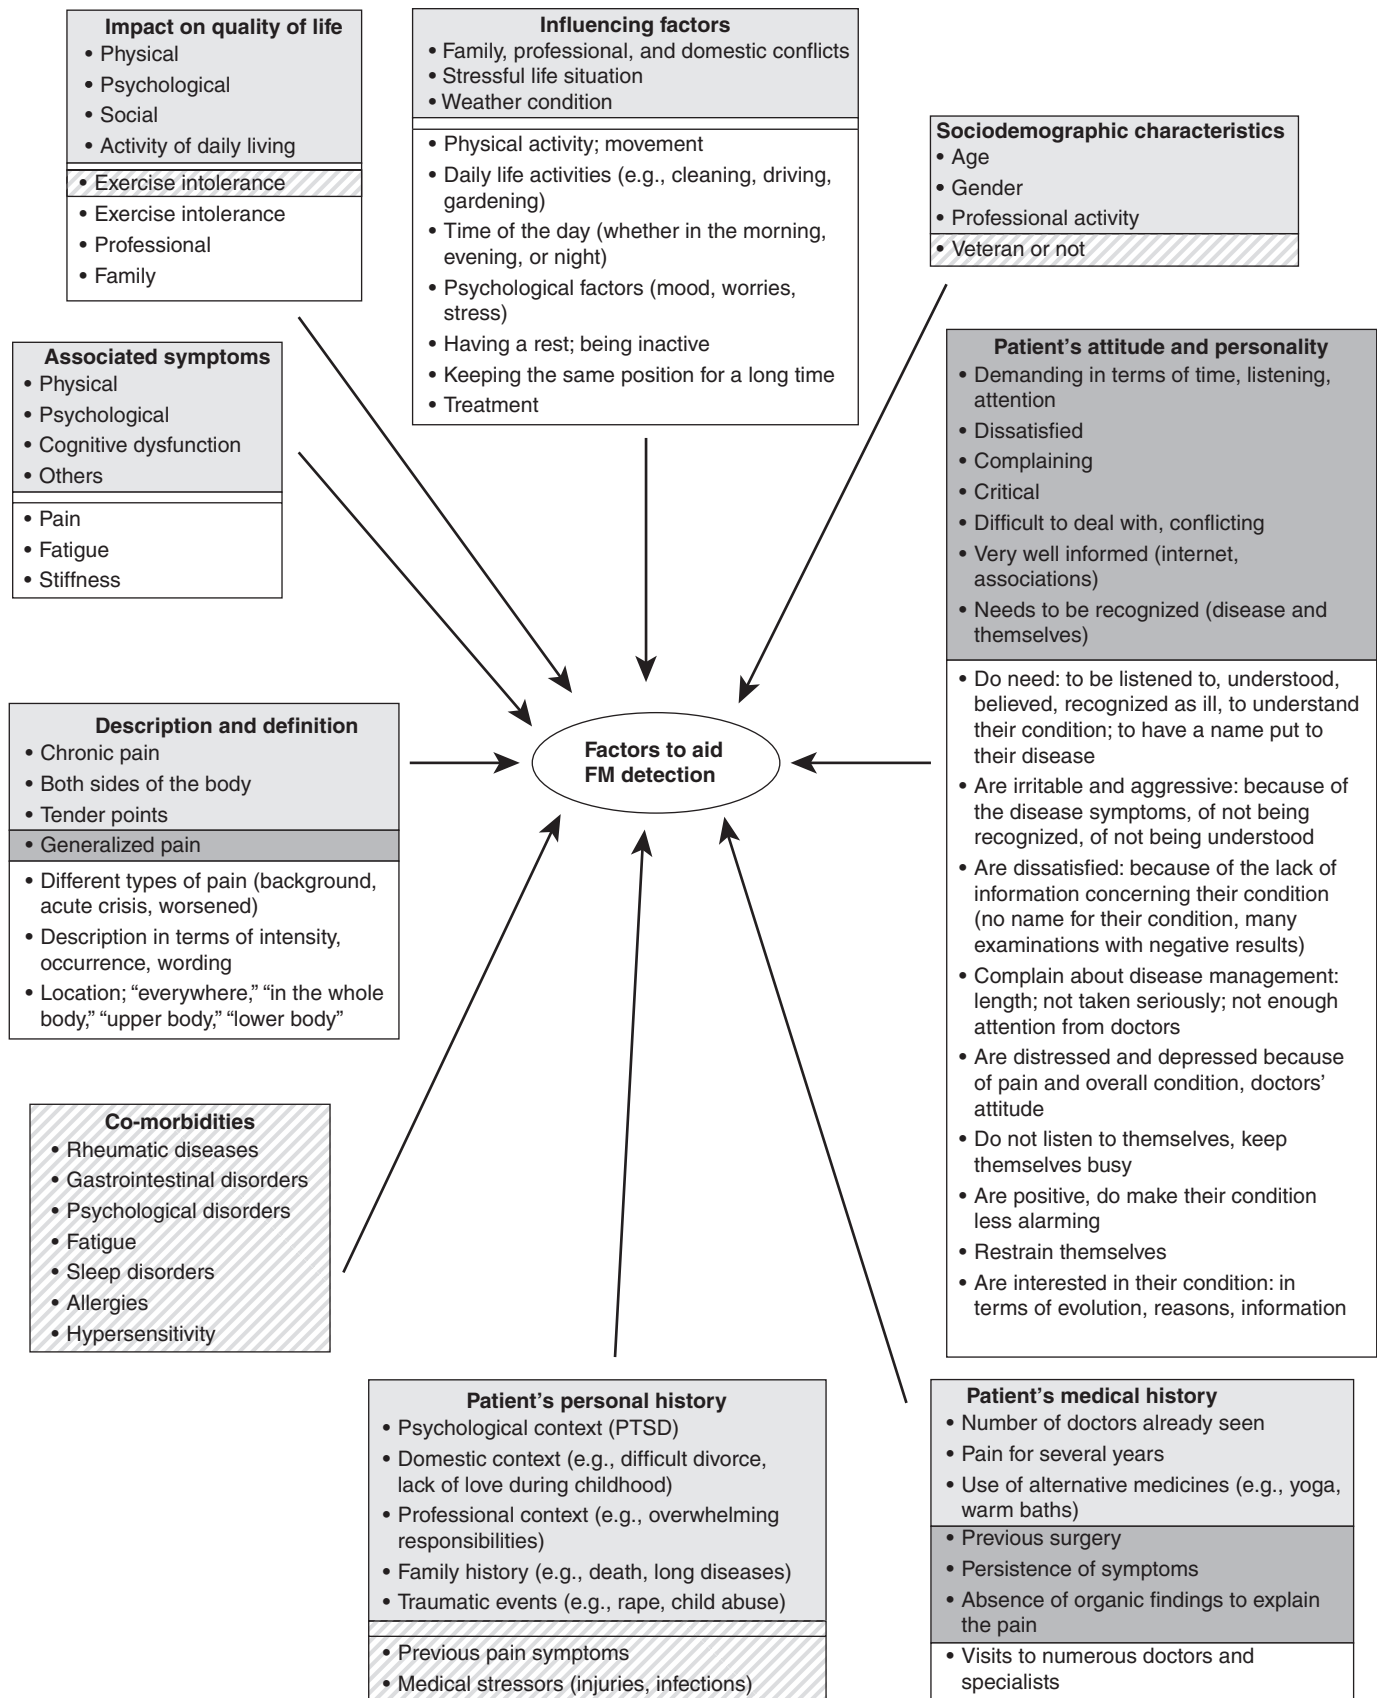 Impact on quality of life
• Physical
• Psychological
• Social
• Activity of daily living
• Exercise intolerance
• Exercise intolerance
• Professional
• Family
Influencing factors
• Family, professional, and domestic conflicts
• Stressful life situation
• Weather condition
• Physical activity; movement
• Daily life activities (e.g., cleaning, driving,
gardening)
• Time of the day (whether in the morning,
evening, or night)
• Psychological factors (mood, worries,
stress)
• Having a rest; being inactive
• Keeping the same position for a long time
• Treatment
Sociodemographic characteristics
• Age
• Gender
• Professional activity
• Veteran or not
Associated symptoms
• Physical
• Psychological
• Cognitive dysfunction
• Others
• Pain
• Fatigue
• Stiffness
Patient's attitude and personality
• Demanding in terms of time, listening,
attention
• Dissatisfied
• Complaining
• Critical
• Difficult to deal with, conflicting
• Very well informed (internet,
associations)
• Needs to be recognized (disease and
themselves)
• Do need: to be listened to, understood,
believed, recognized as ill, to understand
their condition; to have a name put to
their disease
• Are irritable and aggressive: because of
the disease symptoms, of not being
recognized, of not being understood
• Are dissatisfied: because of the lack of
information concerning their condition
(no name for their condition, many
examinations with negative results)
• Complain about disease management:
length; not taken seriously; not enough
attention from doctors
• Are distressed and depressed because
of pain and overall condition, doctors'
attitude
• Do not listen to themselves, keep
themselves busy
• Are positive, do make their condition
less alarming
• Restrain themselves
• Are interested in their condition: in
terms of evolution, reasons, information
Description and definition
• Chronic pain
• Both sides of the body
• Tender points
• Generalized pain
• Different types of pain (background,
acute crisis, worsened)
• Description in terms of intensity,
occurrence, wording
• Location; “everywhere,” “in the whole
body,” “upper body,” “lower body”
Factors to aid
FM detection
Co-morbidities
• Rheumatic diseases
• Gastrointestinal disorders
• Psychological disorders
• Fatigue
• Sleep disorders
• Allergies
• Hypersensitivity
Patient's personal history
• Psychological context (PTSD)
• Domestic context (e.g., difficult divorce,
lack of love during childhood)
• Professional context (e.g., overwhelming
responsibilities)
• Family history (e.g., death, long diseases)
• Traumatic events (e.g., rape, child abuse)
• Previous pain symptoms
• Medical stressors (injuries, infections)
Patient's medical history
• Number of doctors already seen
• Pain for several years
• Use of alternative medicines (e.g., yoga,
warm baths)
• Previous surgery
• Persistence of symptoms
• Absence of organic findings to explain
the pain
• Visits to numerous doctors and
specialists